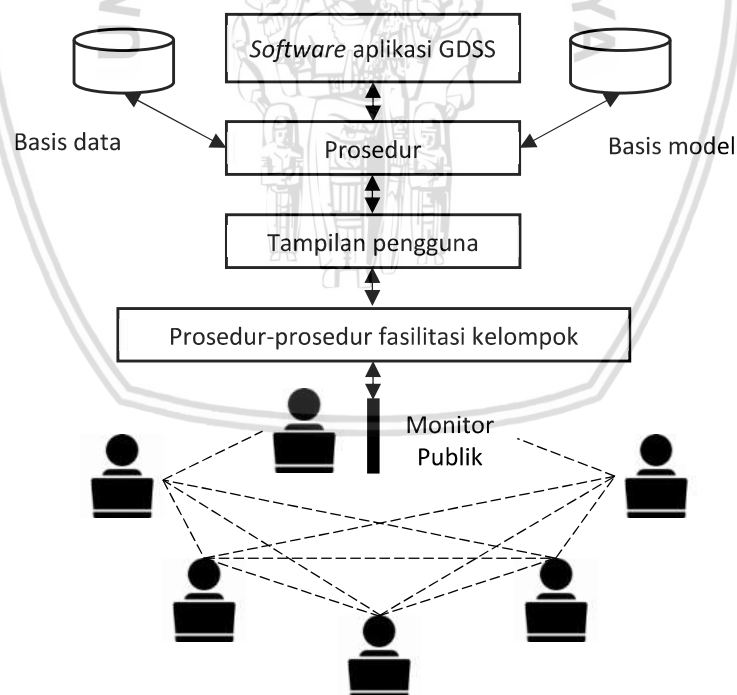 Software aplikasi GDSS
Basis data
Prosedur
Basis model
Tampilan pengguna
Prosedur-prosedur fasilitasi kelompok
Monitor
Publik